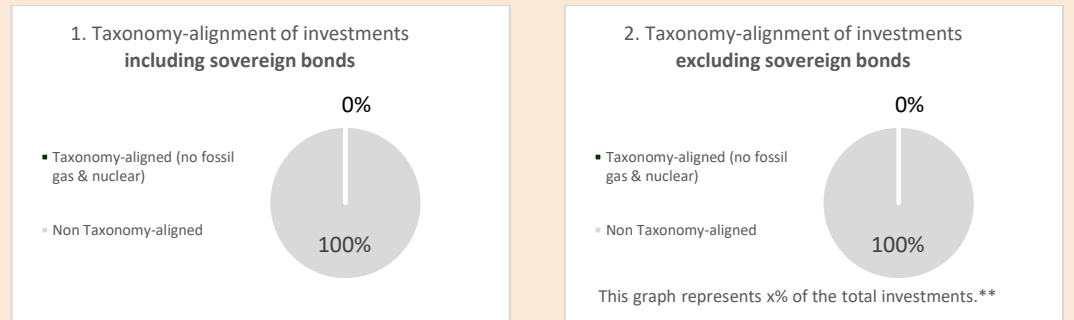 1. Taxonomy-alignment of investments
including sovereign bonds
0%
Taxonomy-aligned (no fossil
gas & nuclear)
Non Taxonomy-aligned
100%
2. Taxonomy-alignment of investments
excluding sovereign bonds
0%
Taxonomy-aligned (no fossil
gas & nuclear)
Non Taxonomy-aligned
100%
This graph represents x% of the total investments.**